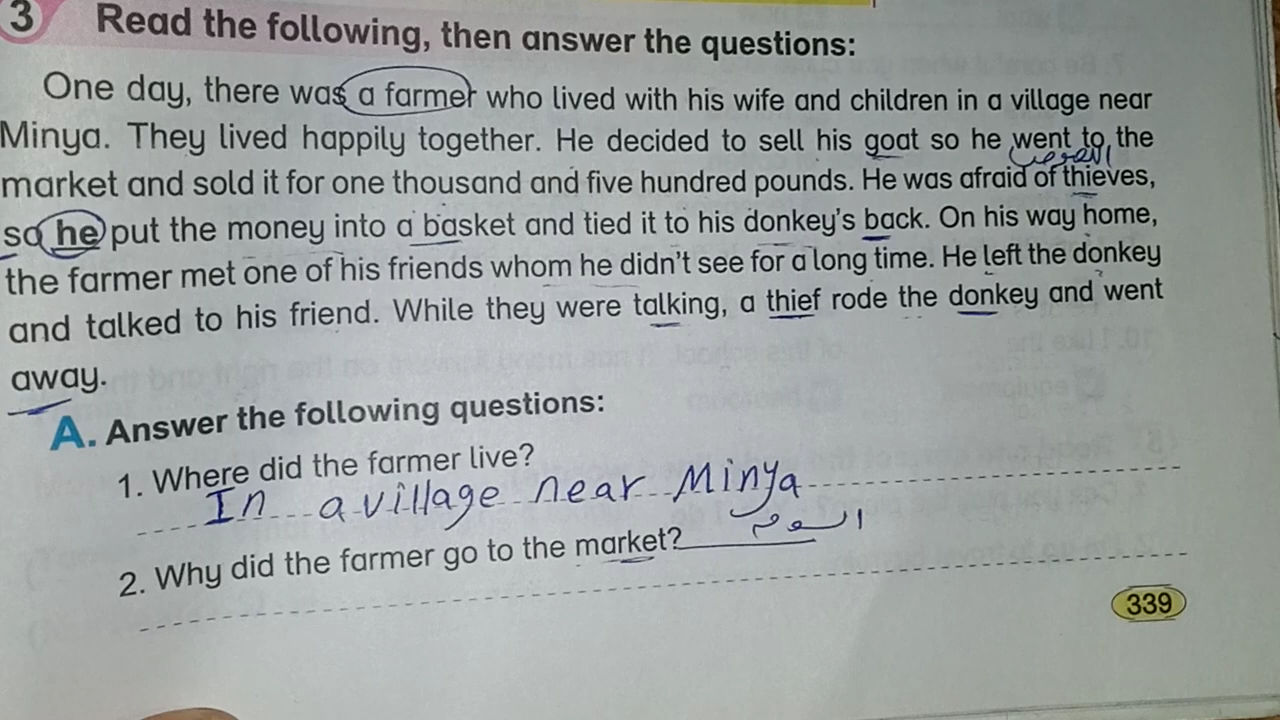 3 Read the following, then answer the questions:
One day, there was a farmer who lived with his wife and children in a village near
Minya. They lived happily together. He decided to sell his goat so he went to the
market and sold it for one thousand and five hundred pounds. He was afraid of thieves,
so he put the money into a basket and tied it to his donkey's back. On his way home,
the farmer met one of his friends whom he didn't see for a long time. He left the donkey
and talked to his friend. While they were talking, a thief rode the donkey and went
away.
A. Answer the following questions:
1. Where did the farmer live?
In a village near Minya
2. Why did the farmer go to the market?
339